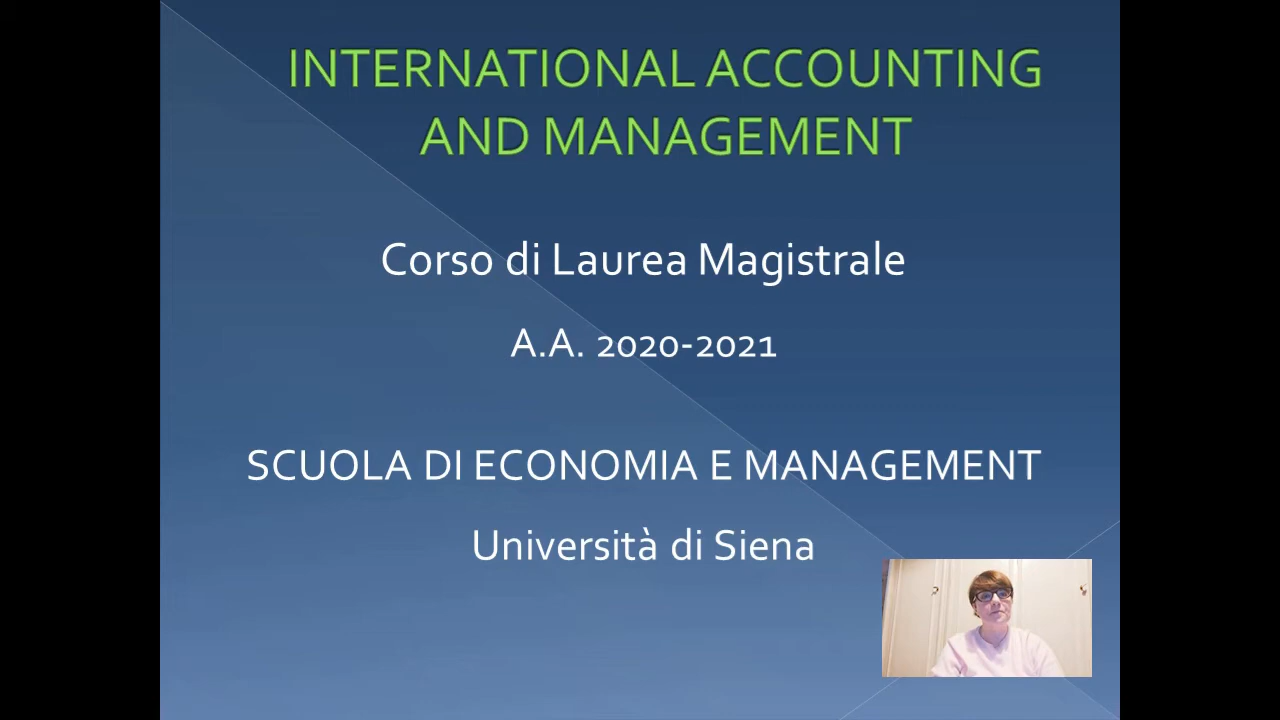 INTERNATIONAL ACCOUNTING
AND MANAGEMENT
Corso di Laurea Magistrale
A.A. 2020-2021
SCUOLA DI ECONOMIA E MANAGEMENT
Università di Siena